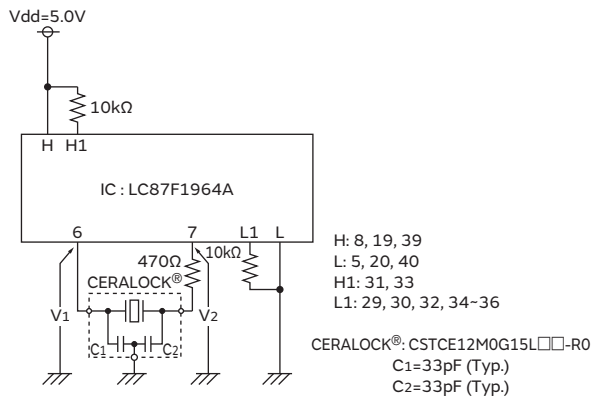 Vdd=5.0V
10kΩ
H H1
IC : LC87F1964A
6 7 L1 L
470Ω 10kΩ
CERALOCK®
V1 V2
C1 C2
H: 8, 19, 39
L: 5, 20, 40
H1: 31, 33
L1: 29, 30, 32, 34~36
CERALOCK®: CSTCE12M0G15L□□-R0
C1=33pF (Typ.)
C2=33pF (Typ.)